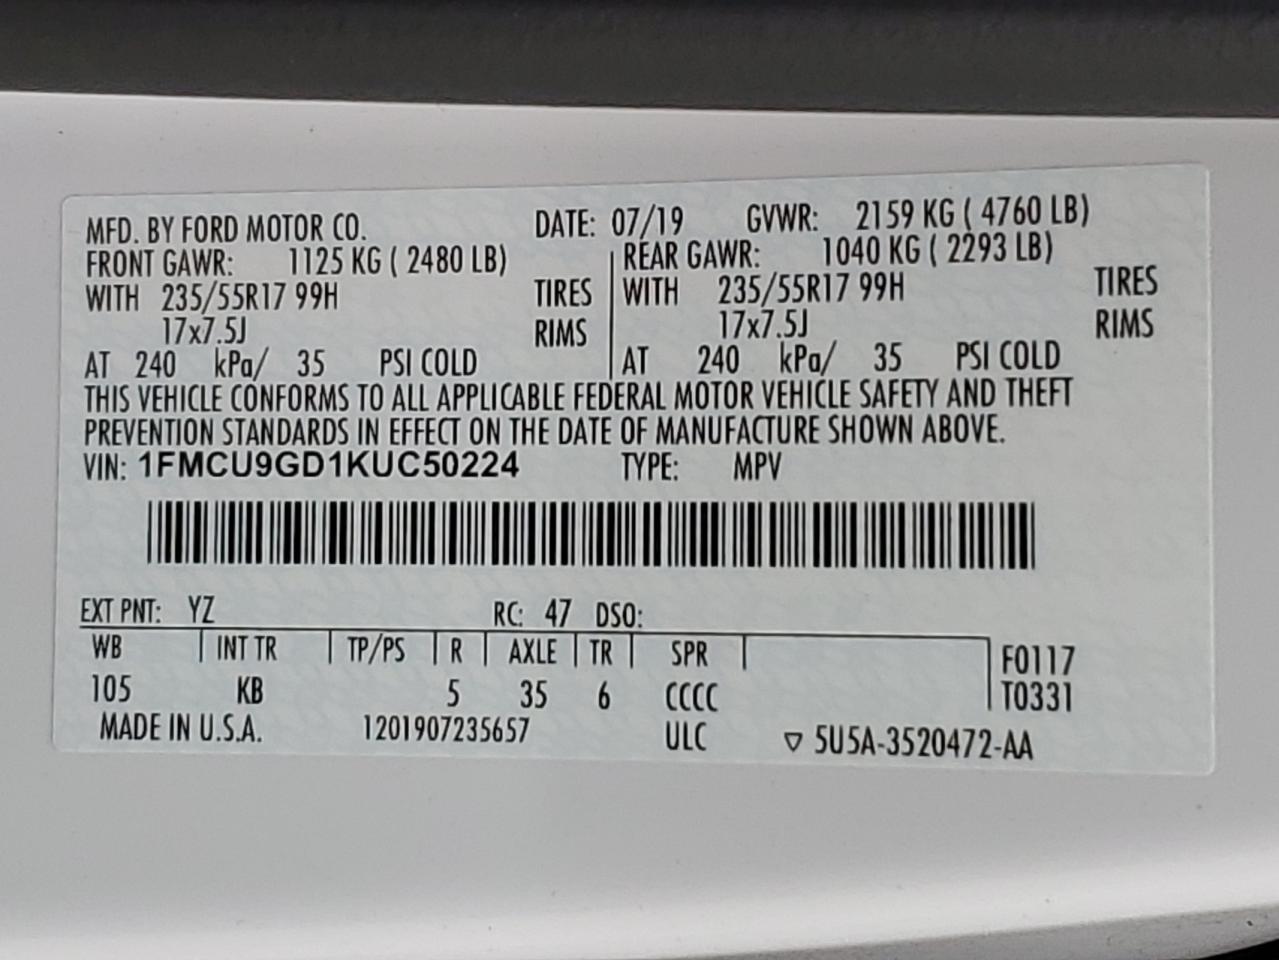 MFD. BY FORD MOTOR CO. DATE: 07/19 GVWR: 2159 KG ( 4760 LB)
FRONT GAWR: 1125 KG ( 2480 LB) REAR GAWR: 1040 KG ( 2293 LB)
WITH 235/55R17 99H TIRES WITH 235/55R17 99H TIRES
17x7.5J RIMS 17x7.5J RIMS
AT 240 kPa/ 35 PSI COLD AT 240 kPa/ 35 PSI COLD
THIS VEHICLE CONFORMS TO ALL APPLICABLE FEDERAL MOTOR VEHICLE SAFETY AND THEFT
PREVENTION STANDARDS IN EFFECT ON THE DATE OF MANUFACTURE SHOWN ABOVE.
VIN: 1FMCU9GD1KUC50224 TYPE: MPV
EXT PNT: YZ RC: 47 DSO:
WB INT TR TP/PS R AXLE TR SPR F0117
105 KB 5 35 6 CCCC T0331
MADE IN U.S.A. 1201907235657 ULC ▽ 5U5A-3520472-AA